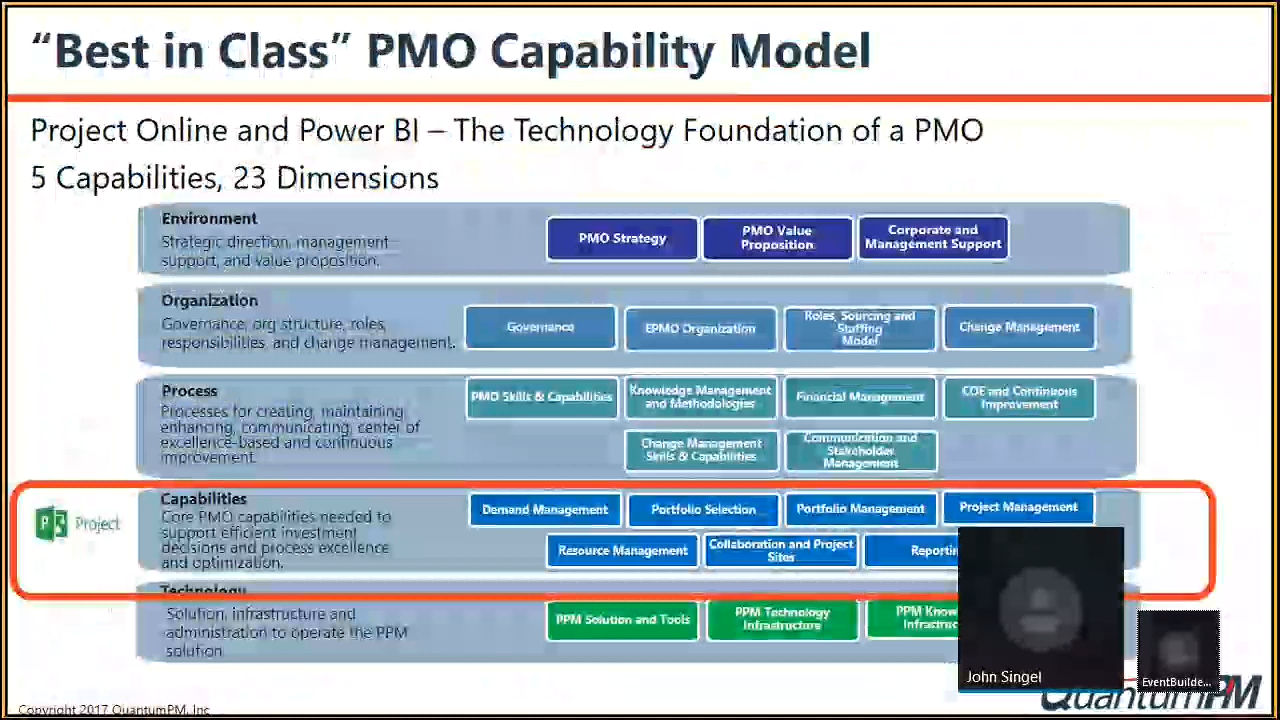 “Best in Class” PMO Capability Model
Project Online and Power BI – The Technology Foundation of a PMO
5 Capabilities, 23 Dimensions
Environment
Strategic direction, management
support, and value proposition.
PMO Strategy
PMO Value
Proposition
Corporate and
Management Support
Organization
Governance, org structure, roles,
responsibilities, and change management.
Governance
EPMO Organization
Roles, Sourcing and
Staffing
Model
Change Management
Process
Processes for creating, maintaining,
enhancing, communicating, center of
excellence-based and continuous
improvement.
PMO Skills & Capabilities
Knowledge Management
and Methodologies
Financial Management
COE and Continuous
Improvement
Change Management
Skills & Capabilities
Communication and
Stakeholder
Management
Project
Capabilities
Core PMO capabilities needed to
support efficient investment
decisions and process excellence
and optimization.
Demand Management
Portfolio Selection
Portfolio Management
Project Management
Resource Management
Collaboration and Project
Sites
Technology
Solution, infrastructure and
administration to operate the PPM
solution.
PPM Solution and Tools
PPM Technology
Infrastructure
PPM
John Singel
EventBuilde...
QuantumPM
Copyright 2017 QuantumPM, Inc